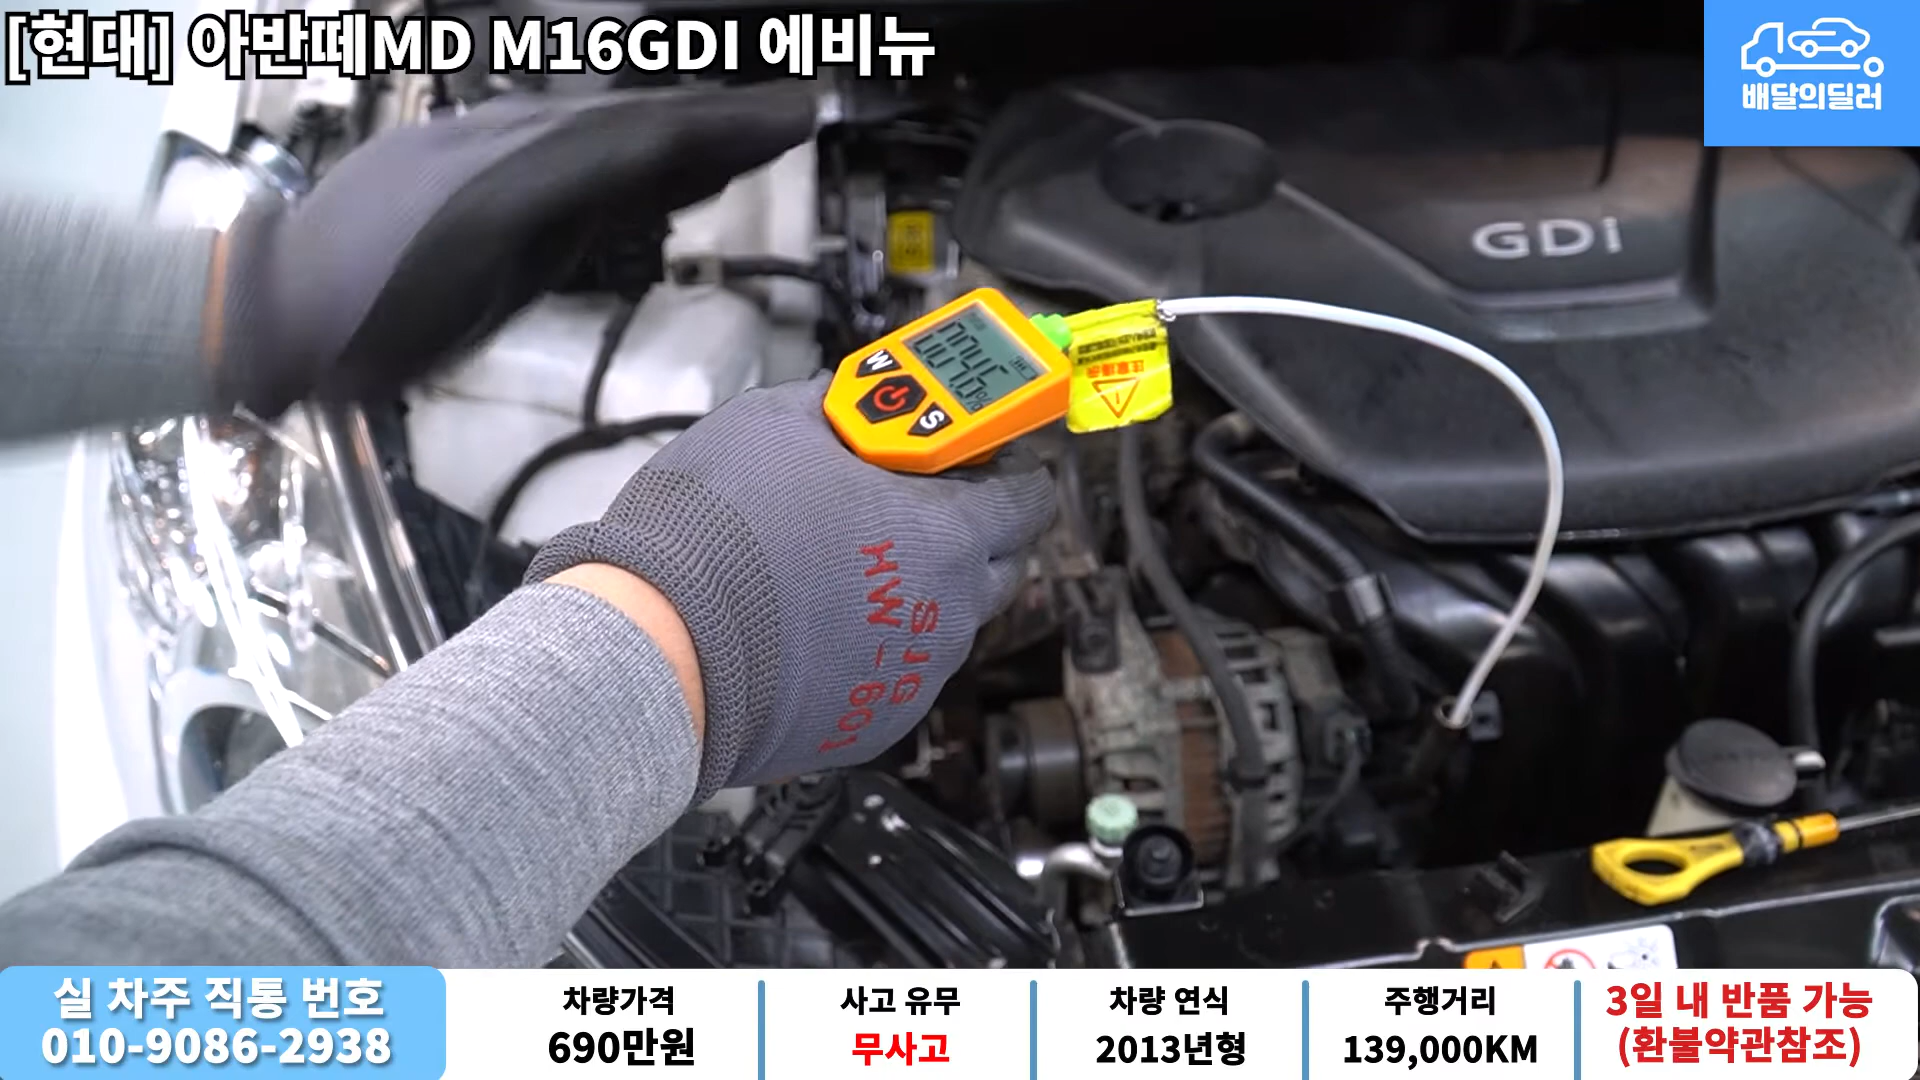 [현대] 아반떼MD M16GDI 에비뉴
배달의딜러
GDi
W
S
SJG
HW-601
실 차주 직통 번호
010-9086-2938
차량가격
690만원
사고 유무
무사고
차량 연식
2013년형
주행거리
139,000KM
3일 내 반품 가능
(환불약관참조)